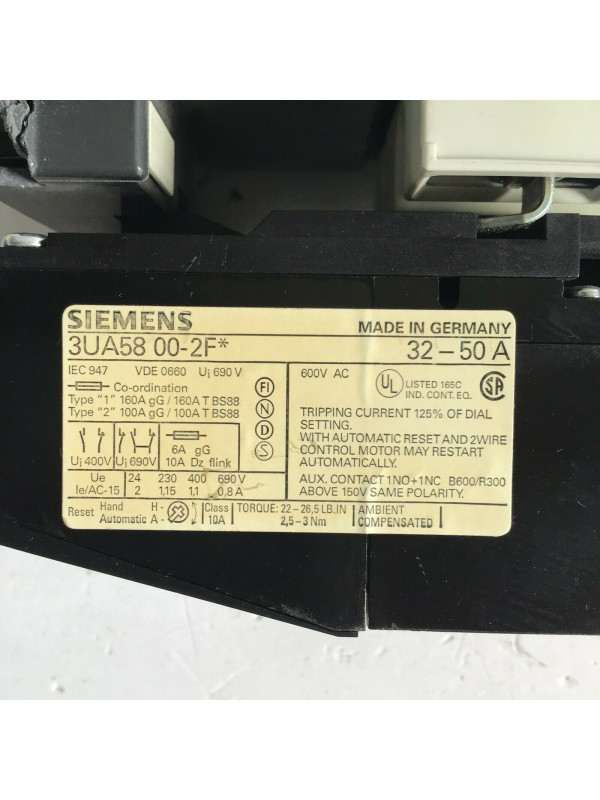 SIEMENS MADE IN GERMANY
3UA58 00-2F* 32 – 50 A
IEC 947 VDE 0660 Ui 690 V
Co-ordination
Type "1" 160A gG / 160A T BS88
Type "2" 100A gG / 100A T BS88
FI
N
D
S
Ui 400V Ui 690V
6A gG
10A Dz flink
Ue 24 230 400 690 V
Ie/AC-15 2 1,15 1,1 0,8 A
600V AC
UL LISTED 165C
IND. CONT. EQ.
SA
TRIPPING CURRENT 125% OF DIAL
SETTING.
WITH AUTOMATIC RESET AND 2WIRE
CONTROL MOTOR MAY RESTART
AUTOMATICALLY.
AUX. CONTACT 1NO+1NC B600/R300
ABOVE 150V SAME POLARITY.
Reset Hand H -
Automatic A -
Class
10A
TORQUE: 22 – 26,5 LB.IN
2,5 – 3 Nm
AMBIENT
COMPENSATED